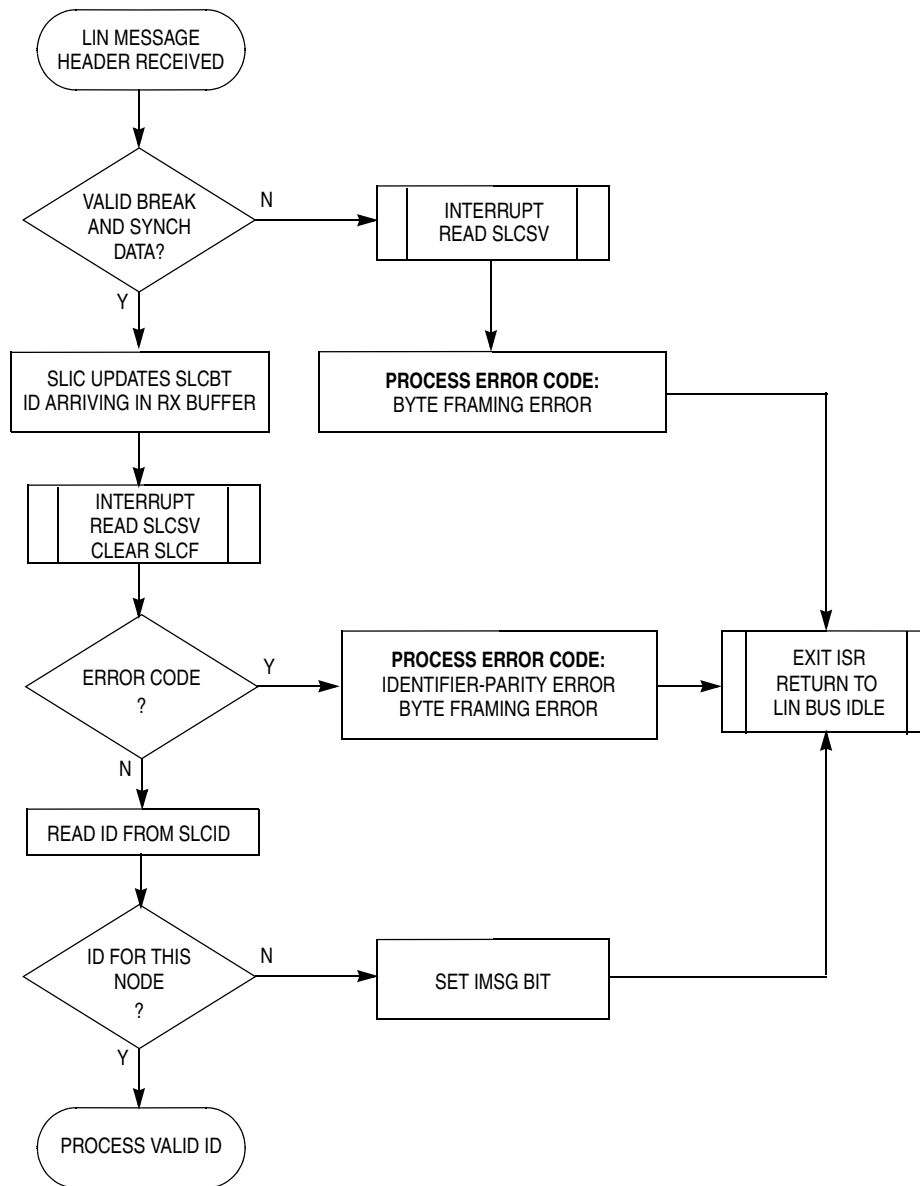 LIN MESSAGE
HEADER RECEIVED
VALID BREAK
AND SYNCH
DATA?
N
INTERRUPT
READ SLCSV
Y
SLIC UPDATES SLCBT
ID ARRIVING IN RX BUFFER
PROCESS ERROR CODE:
BYTE FRAMING ERROR
INTERRUPT
READ SLCSV
CLEAR SLCF
ERROR CODE
?
Y
PROCESS ERROR CODE:
IDENTIFIER-PARITY ERROR
BYTE FRAMING ERROR
EXIT ISR
RETURN TO
LIN BUS IDLE
N
READ ID FROM SLCID
ID FOR THIS
NODE
?
N
SET IMSG BIT
Y
PROCESS VALID ID